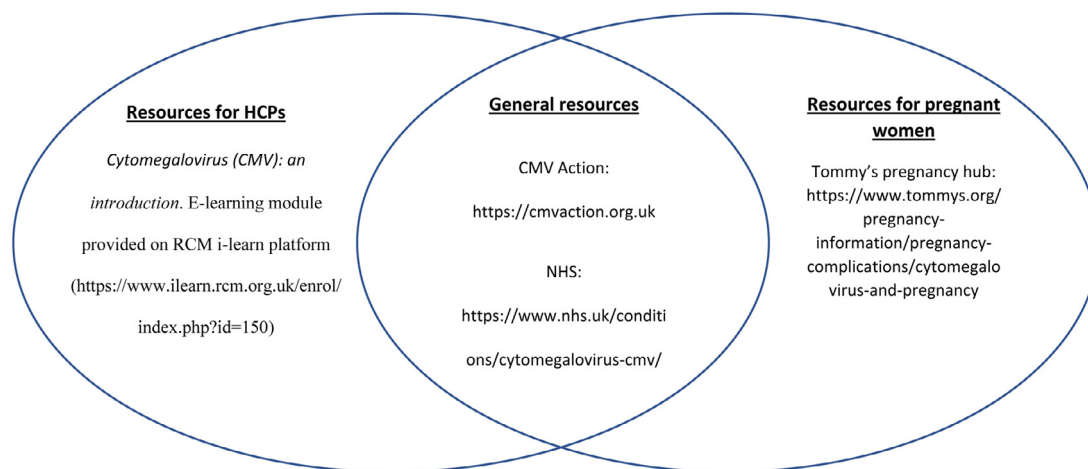 Resources for HCPs
Cytomegalovirus (CMV): an
introduction. E-learning module
provided on RCM i-learn platform
(https://www.ilearn.rcm.org.uk/enrol/
index.php?id=150)
General resources
CMV Action:
https://cmvaction.org.uk
NHS:
https://www.nhs.uk/conditi
ons/cytomegalovirus-cmv/
Resources for pregnant
women
Tommy’s pregnancy hub:
https://www.tommys.org/
pregnancy-
information/pregnancy-
complications/cytomegalo
virus-and-pregnancy